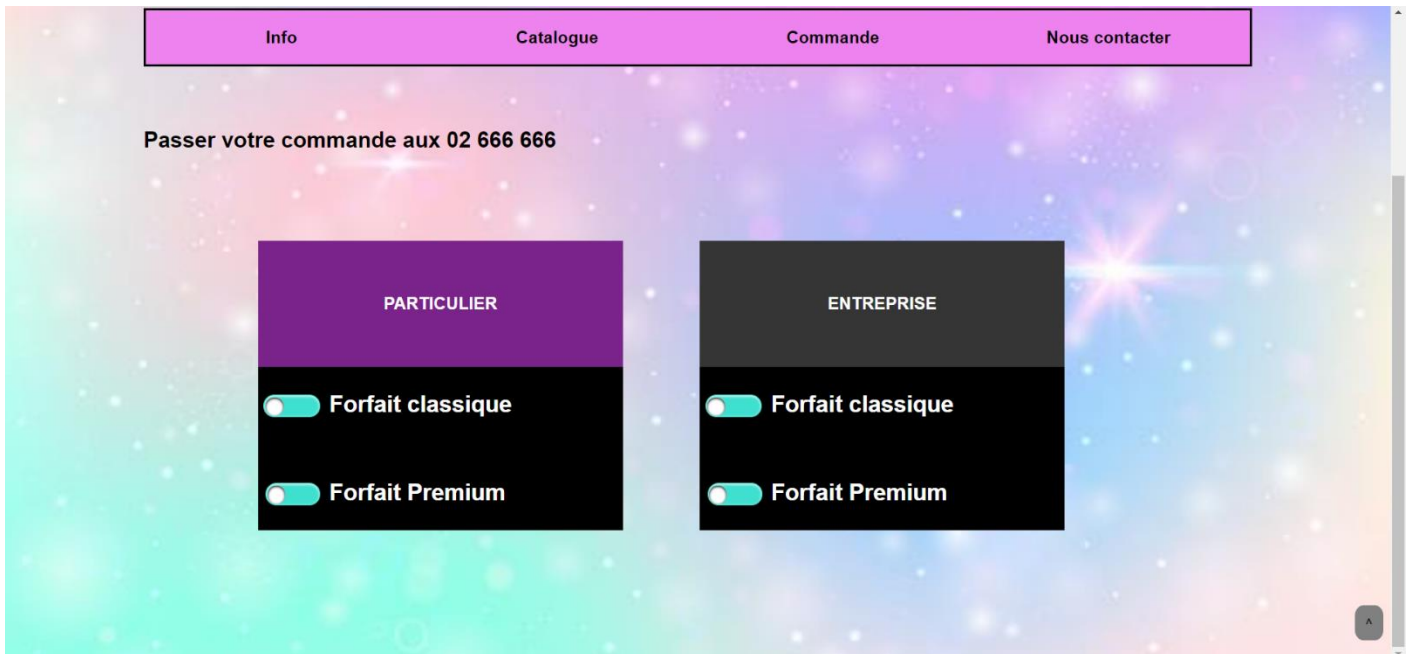 Info Catalogue Commande Nous contacter
Passer votre commande aux 02 666 666
PARTICULIER
Forfait classique
Forfait Premium
ENTREPRISE
Forfait classique
Forfait Premium
^